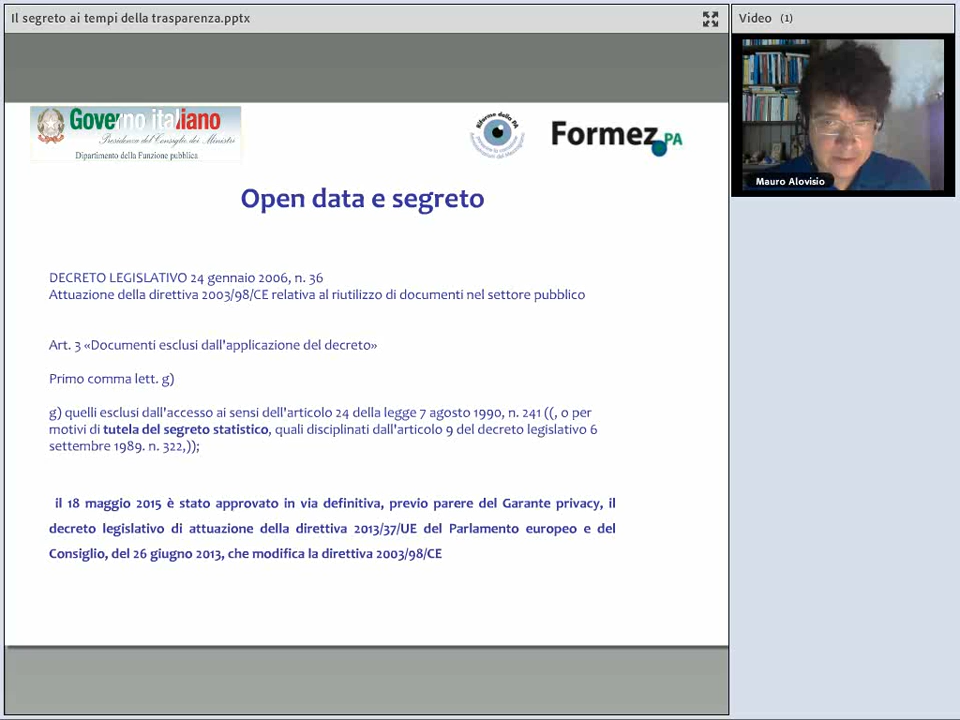 Il segreto ai tempi della trasparenza.pptx
Video (1)
Governo italiano
Presidenza del Consiglio dei Ministri
Dipartimento della Funzione pubblica
Riforma della PA
Formez PA
Mauro Alovisio
Open data e segreto
DECRETO LEGISLATIVO 24 gennaio 2006, n. 36
Attuazione della direttiva 2003/98/CE relativa al riutilizzo di documenti nel settore pubblico
Art. 3 «Documenti esclusi dall'applicazione del decreto»
Primo comma lett. g)
g) quelli esclusi dall'accesso ai sensi dell'articolo 24 della legge 7 agosto 1990, n. 241 ((, o per
motivi di tutela del segreto statistico, quali disciplinati dall'articolo 9 del decreto legislativo 6
settembre 1989. n. 322,));
il 18 maggio 2015 è stato approvato in via definitiva, previo parere del Garante privacy, il
decreto legislativo di attuazione della direttiva 2013/37/UE del Parlamento europeo e del
Consiglio, del 26 giugno 2013, che modifica la direttiva 2003/98/CE